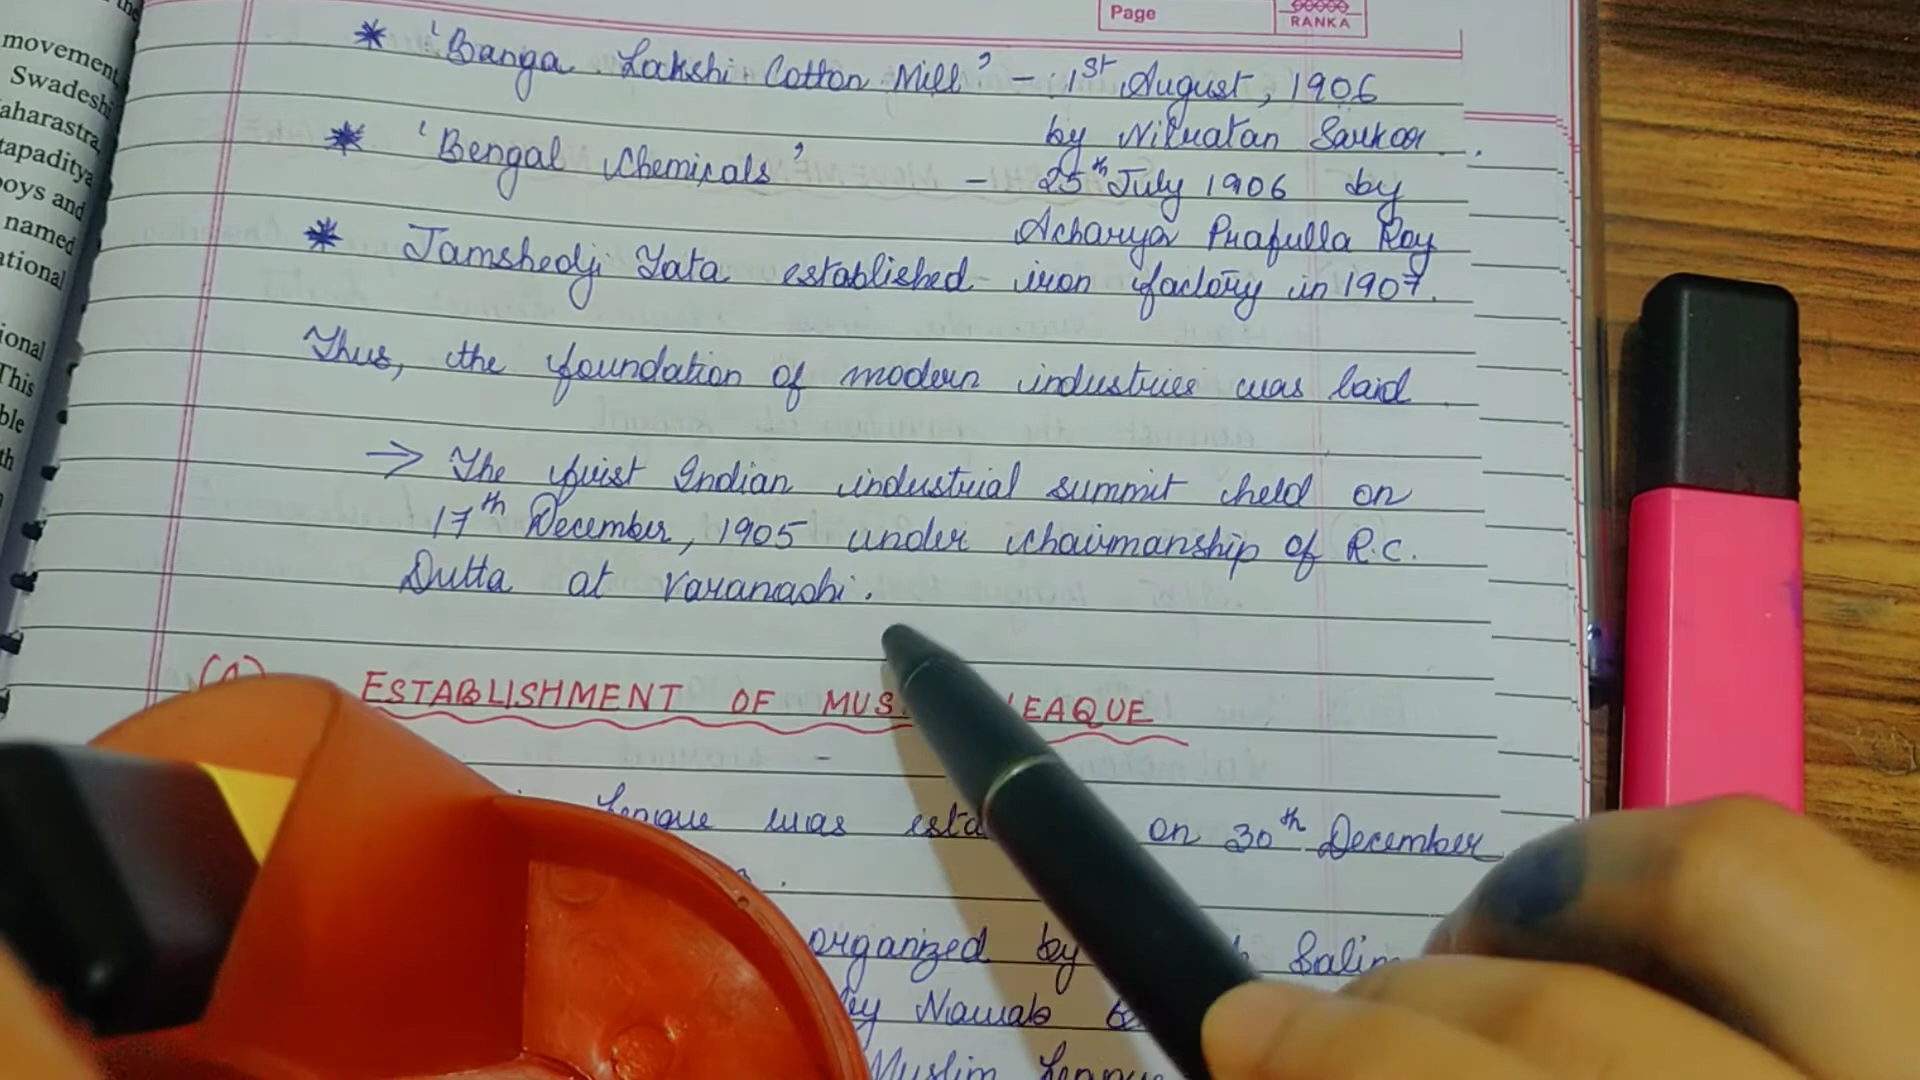 the
movement,
Swadeshi
aharastra,
tapaditya
boys and
named
ational
ional
This
ble
th
Page
RANKA
* 'Banga Lakshi Cotton Mill' - 1st August, 1906
by Nilratan Sarkar.
* 'Bengal Chemicals' - 25th July 1906 by
Acharya Prafulla Roy
* Jamshedji Tata established iron factory in 1907.
Thus, the foundation of modern industries was laid.
→ The first Indian industrial summit held on
17th December, 1905 under chairmanship of R.C.
Dutta at Varanashi.
ESTABLISHMENT OF MUS EAQUE
League was esta on 30th December
organized by Salim
by Nawab
Muslim League